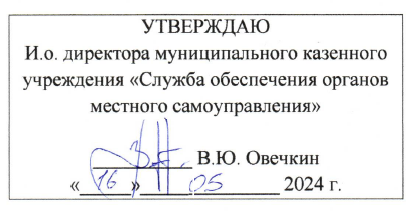 УТВЕРЖДАЮ
И.о. директора муниципального казенного
учреждения «Служба обеспечения органов
местного самоуправления»
В.Ю. Овечкин
«16» 05 2024 г.